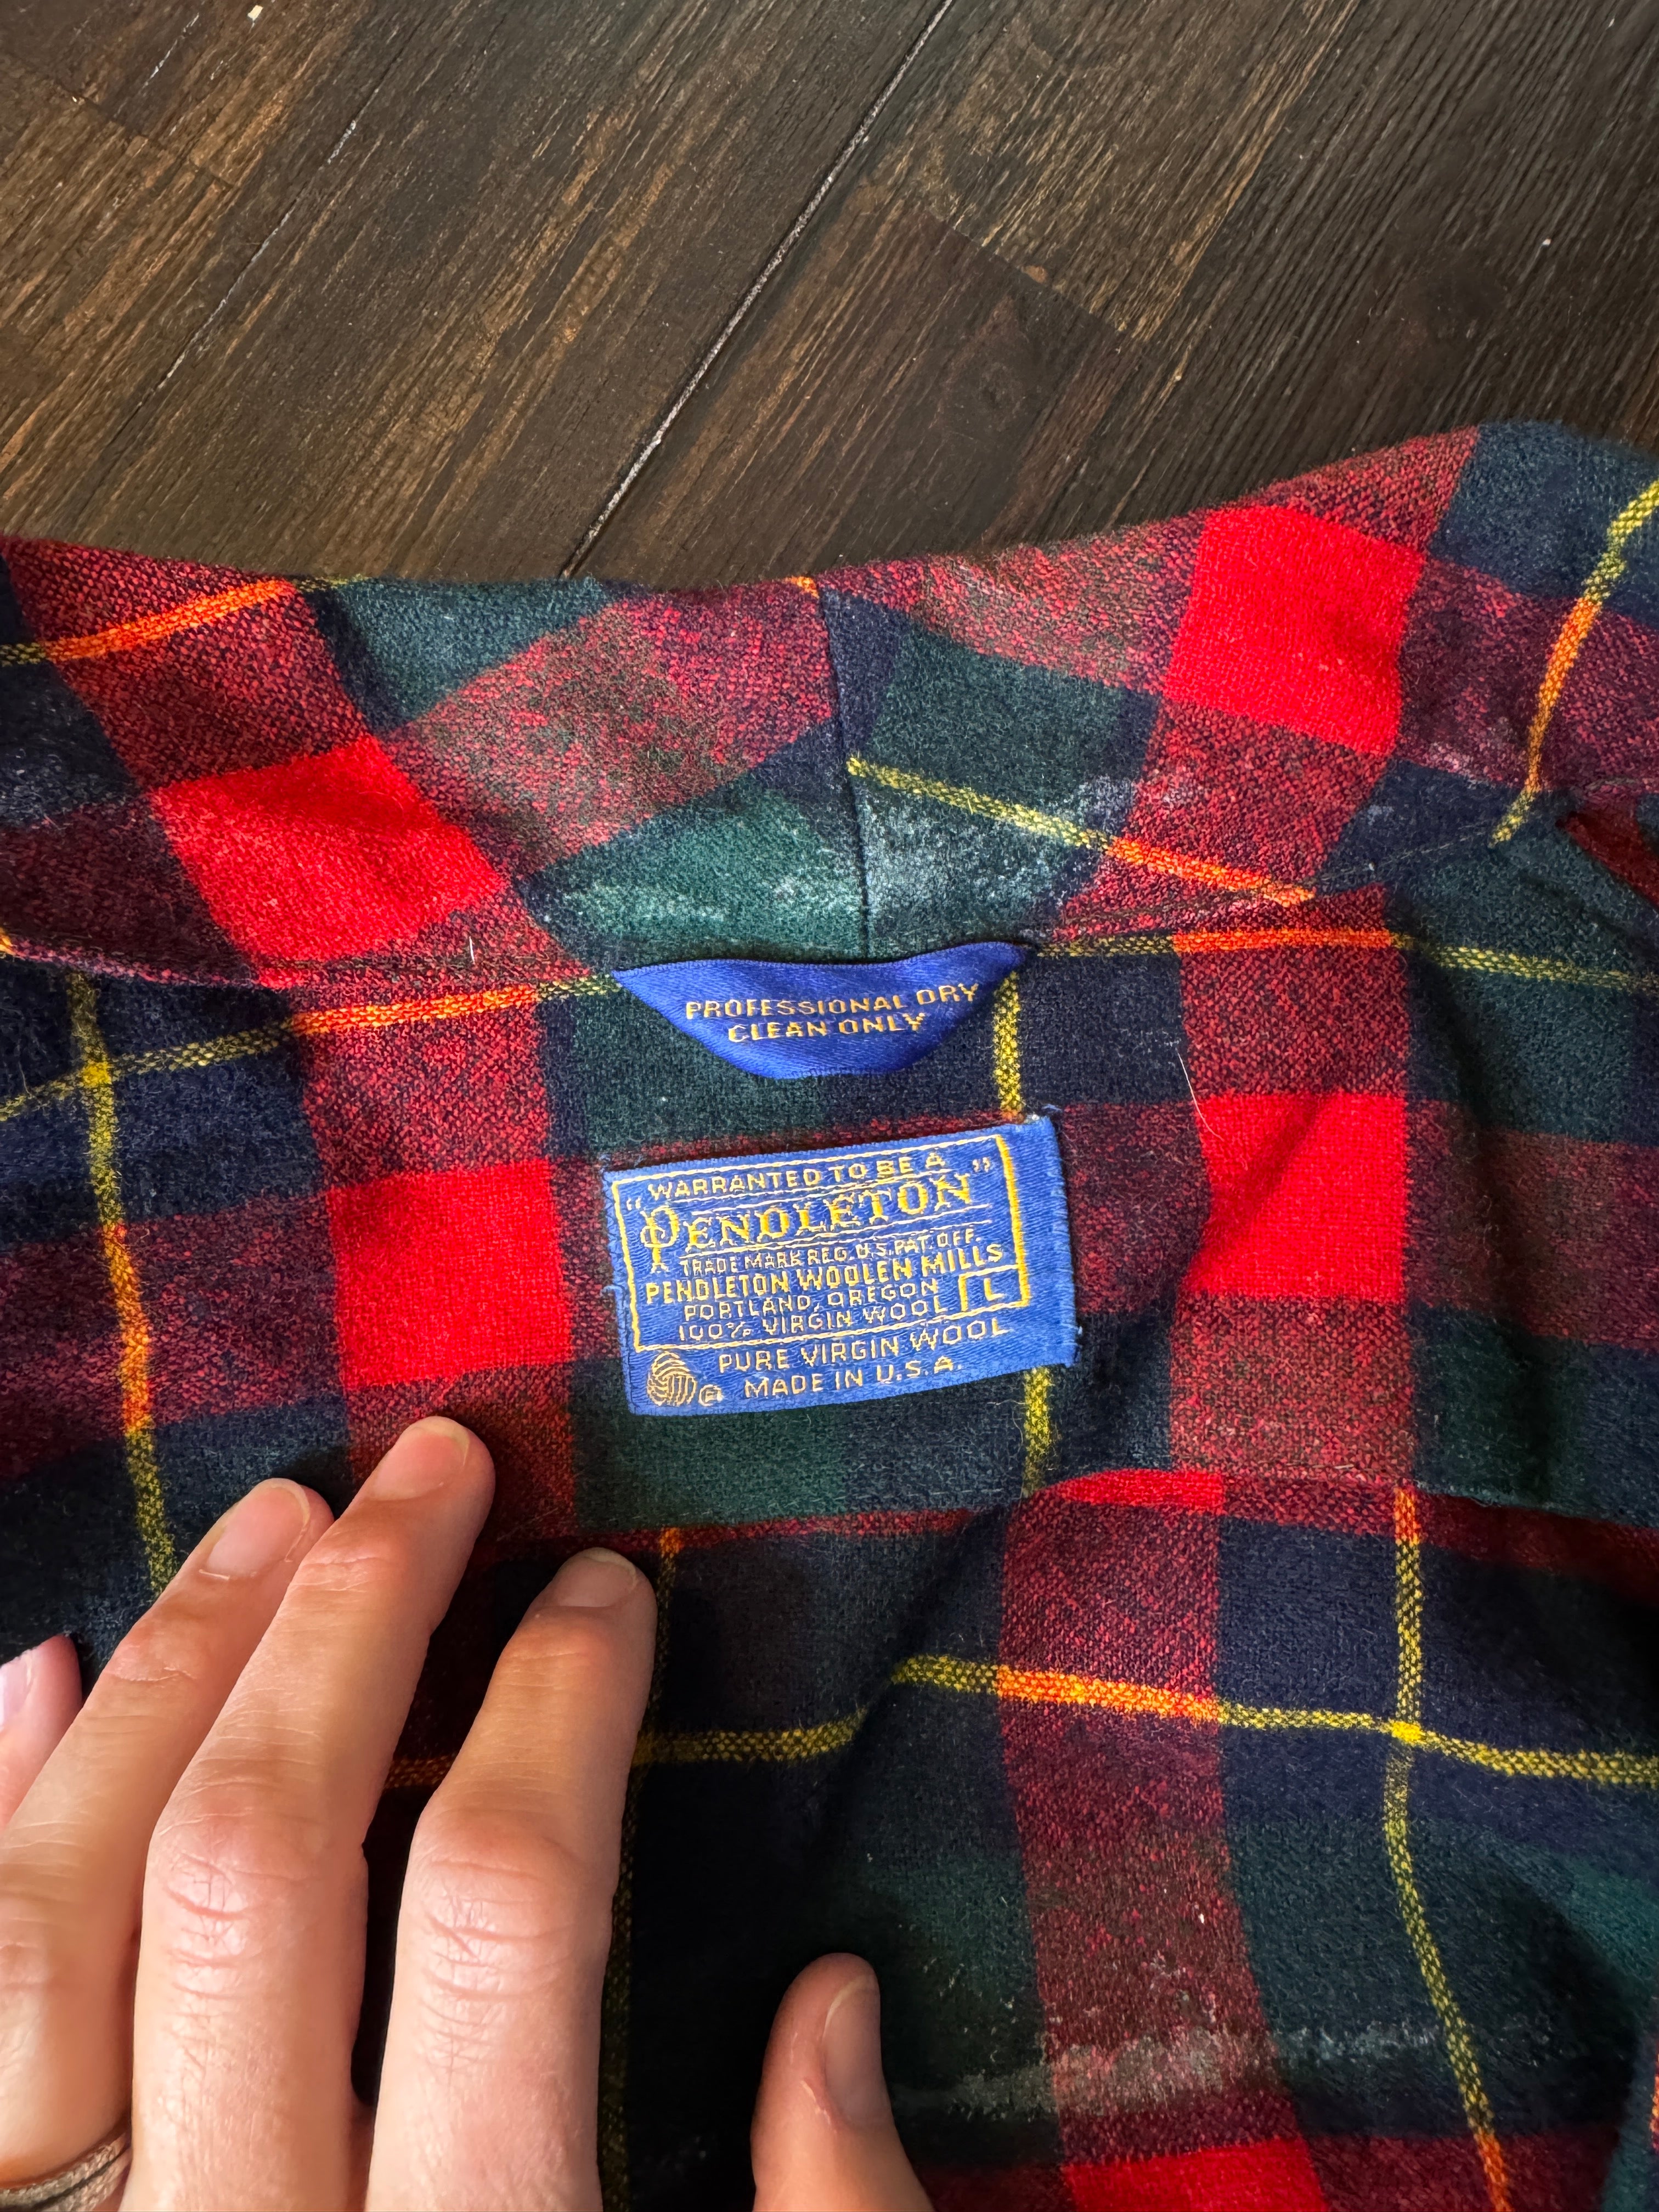 PROFESSIONAL DRY
CLEAN ONLY
WARRANTED TO BE A
"PENDLETON"
TRADE MARK REG. U.S. PAT. OFF.
PENDLETON WOOLEN MILLS
PORTLAND, OREGON
100% VIRGIN WOOL L
PURE VIRGIN WOOL
MADE IN U.S.A.